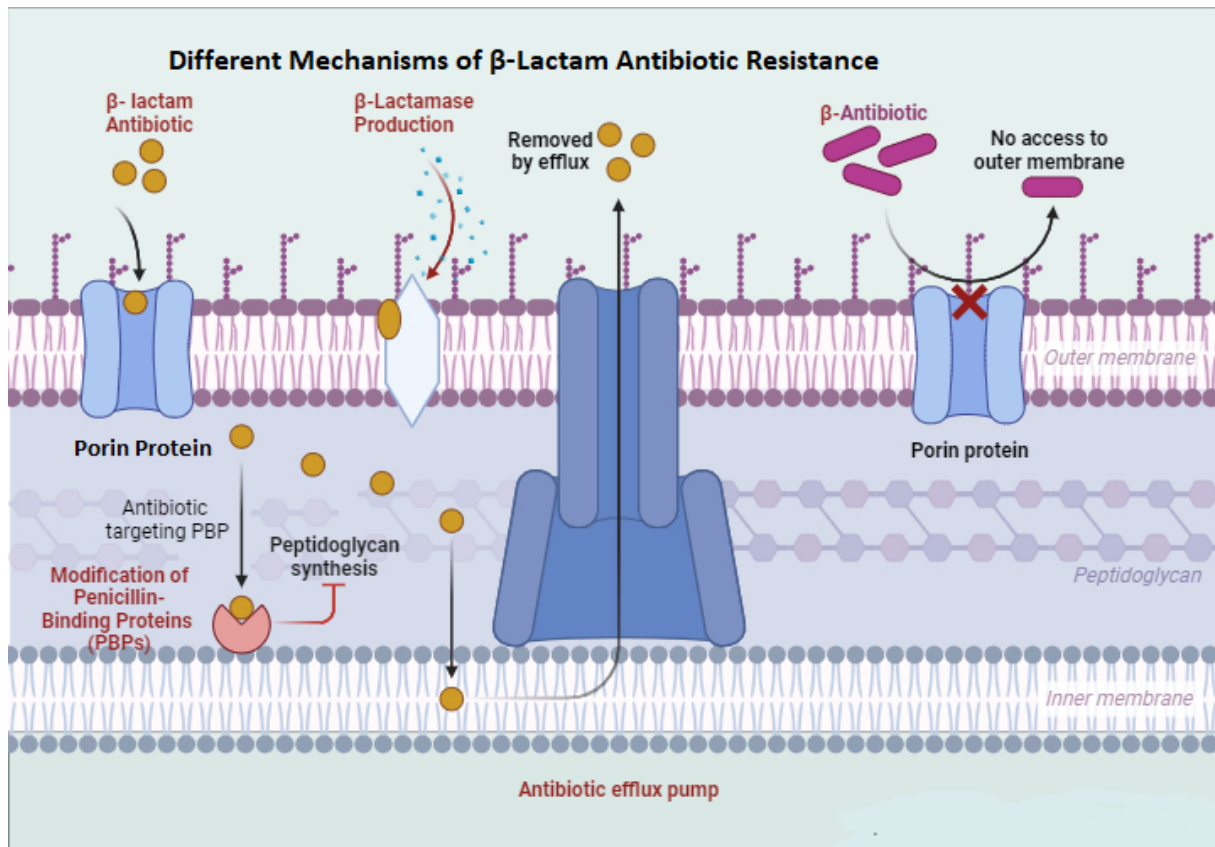 Different Mechanisms of β-Lactam Antibiotic Resistance
β- lactam
Antibiotic
β-Lactamase
Production
Removed
by efflux
β-Antibiotic
No access to
outer membrane
Outer membrane
Porin Protein
Porin protein
Antibiotic
targeting PBP
Peptidoglycan
synthesis
Modification of
Penicillin-
Binding Proteins
(PBPs)
Peptidoglycan
Inner membrane
Antibiotic efflux pump